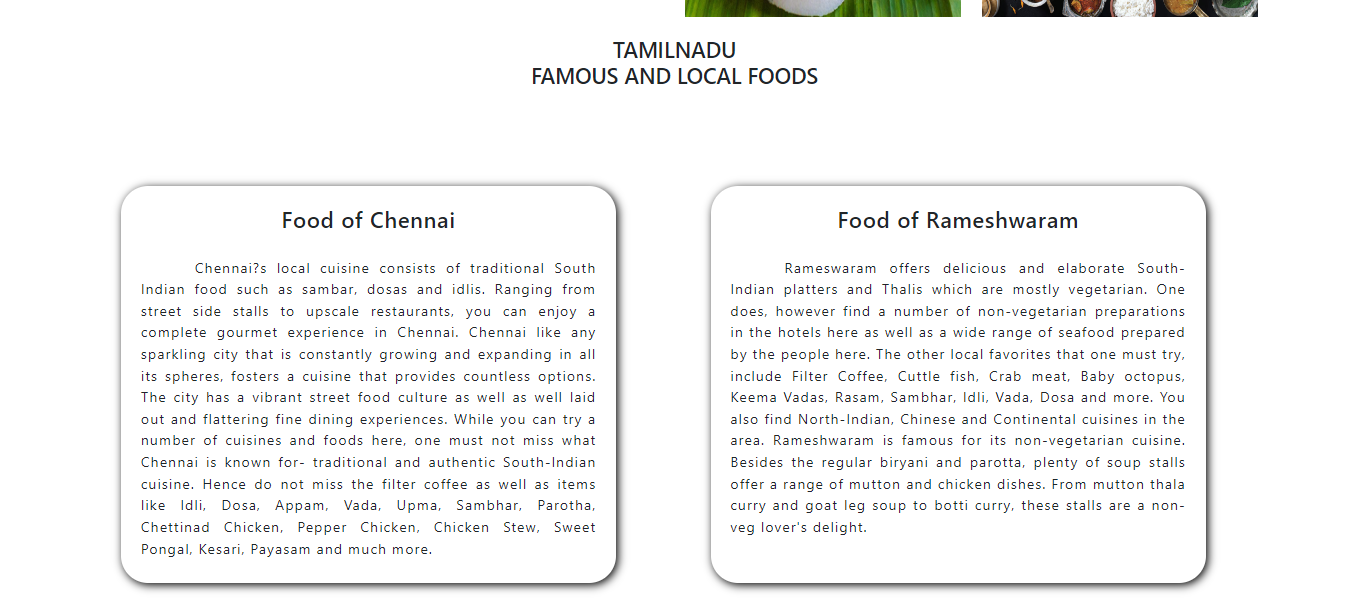 TAMILNADU
FAMOUS AND LOCAL FOODS
Food of Chennai
Chennai?s local cuisine consists of traditional South
Indian food such as sambar, dosas and idlis. Ranging from
street side stalls to upscale restaurants, you can enjoy a
complete gourmet experience in Chennai. Chennai like any
sparkling city that is constantly growing and expanding in all
its spheres, fosters a cuisine that provides countless options.
The city has a vibrant street food culture as well as well laid
out and flattering fine dining experiences. While you can try a
number of cuisines and foods here, one must not miss what
Chennai is known for- traditional and authentic South-Indian
cuisine. Hence do not miss the filter coffee as well as items
like Idli, Dosa, Appam, Vada, Upma, Sambhar, Parotha,
Chettinad Chicken, Pepper Chicken, Chicken Stew, Sweet
Pongal, Kesari, Payasam and much more.
Food of Rameshwaram
Rameswaram offers delicious and elaborate South-
Indian platters and Thalis which are mostly vegetarian. One
does, however find a number of non-vegetarian preparations
in the hotels here as well as a wide range of seafood prepared
by the people here. The other local favorites that one must try,
include Filter Coffee, Cuttle fish, Crab meat, Baby octopus,
Keema Vadas, Rasam, Sambhar, Idli, Vada, Dosa and more. You
also find North-Indian, Chinese and Continental cuisines in the
area. Rameshwaram is famous for its non-vegetarian cuisine.
Besides the regular biryani and parotta, plenty of soup stalls
offer a range of mutton and chicken dishes. From mutton thala
curry and goat leg soup to botti curry, these stalls are a non-
veg lover's delight.